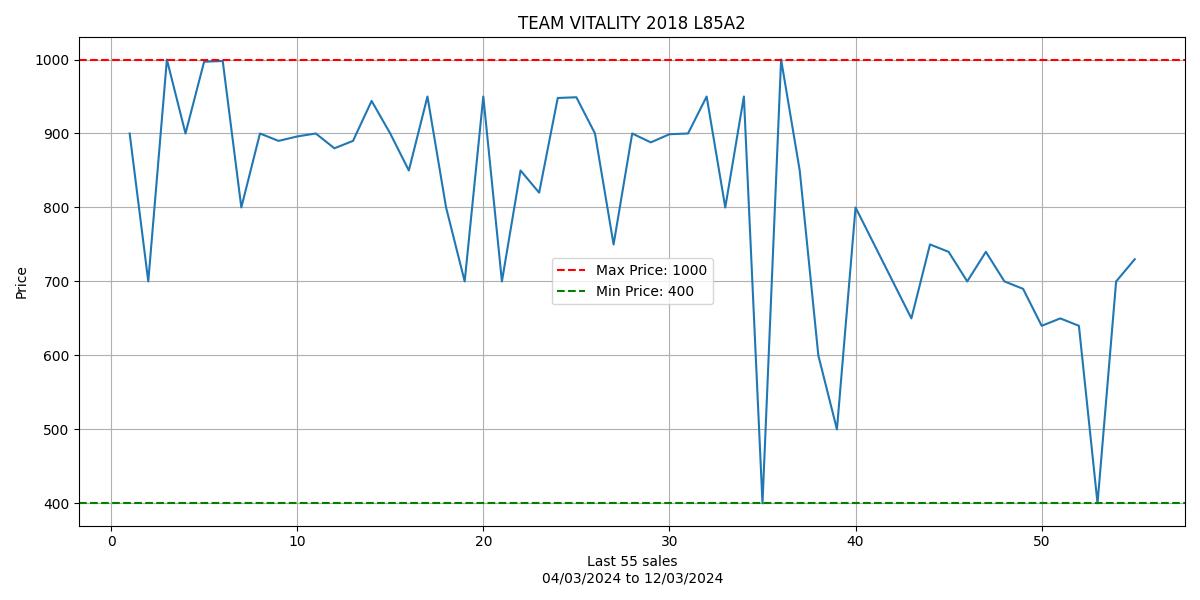 TEAM VITALITY 2018 L85A2
1000
900
800
700
600
500
400
Price
Max Price: 1000
Min Price: 400
0 10 20 30 40 50
Last 55 sales
04/03/2024 to 12/03/2024